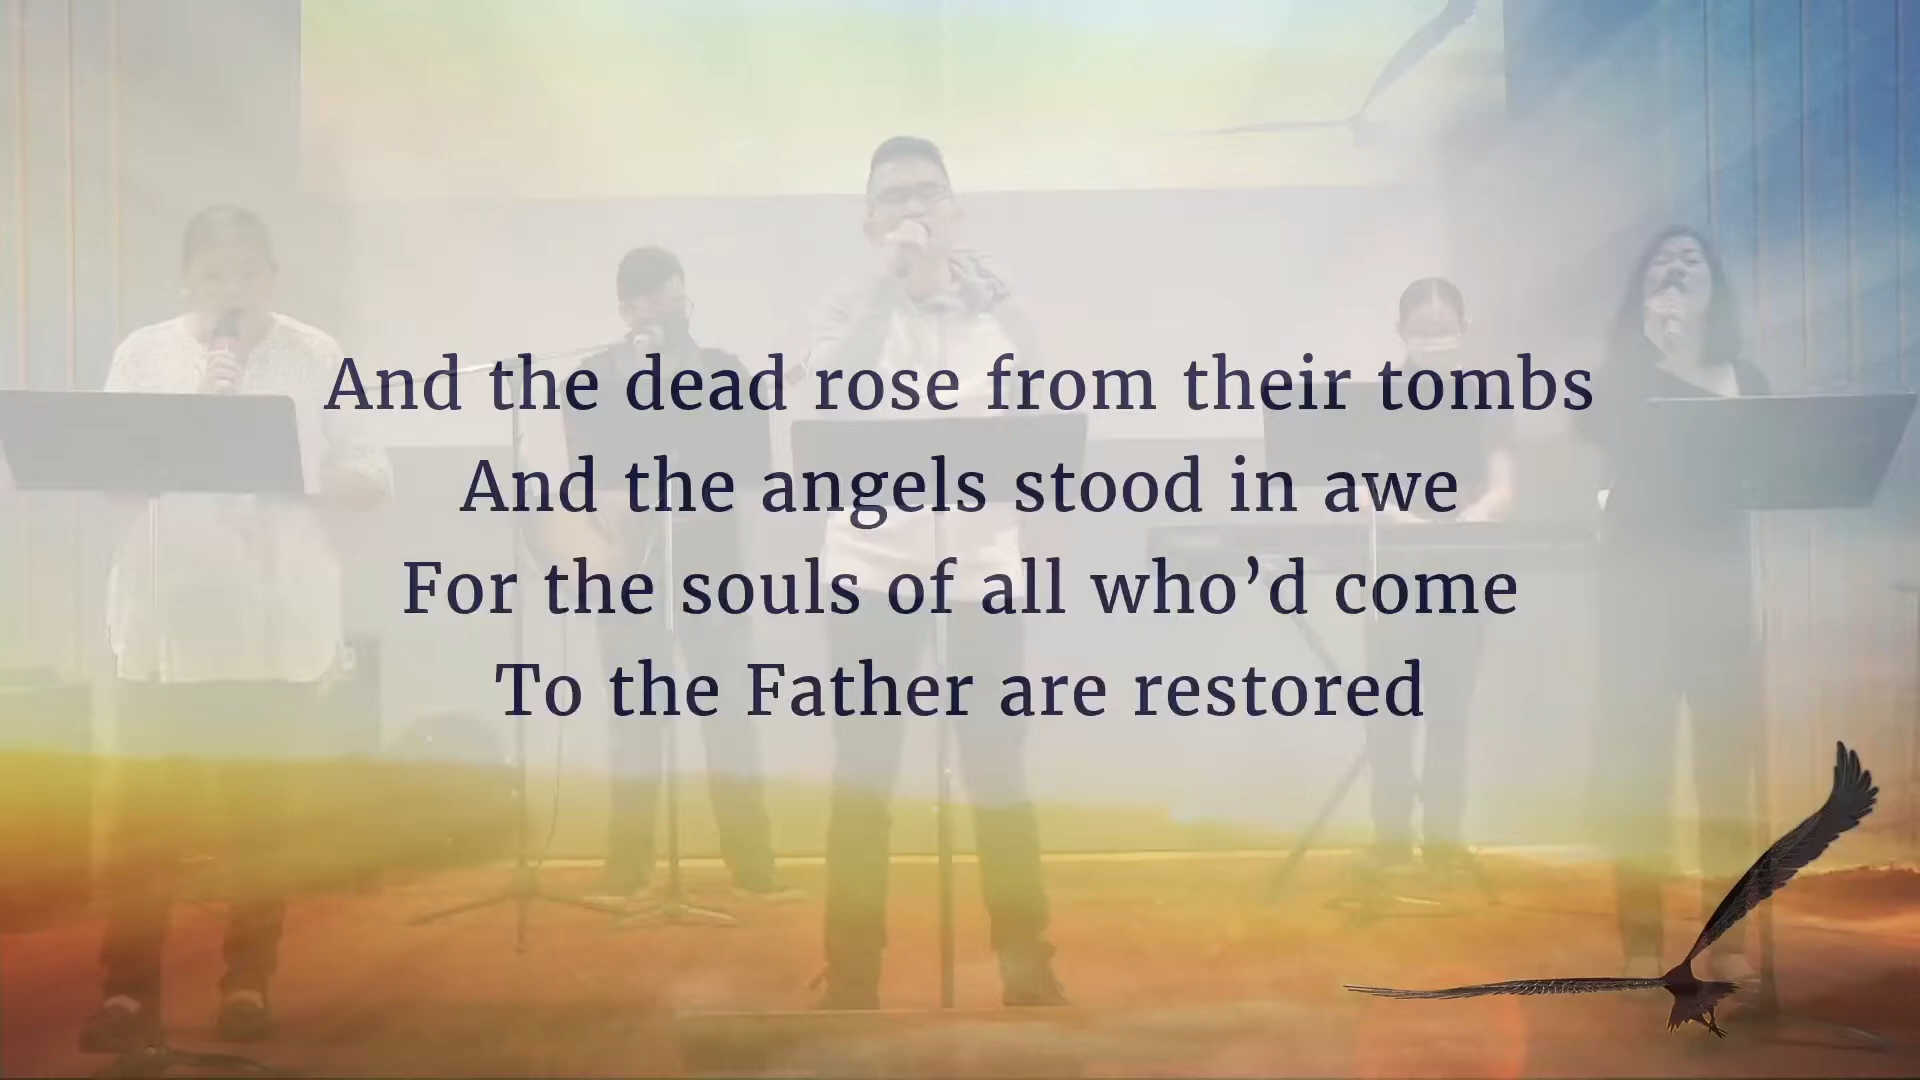 And the dead rose from their tombs
And the angels stood in awe
For the souls of all who’d come
To the Father are restored